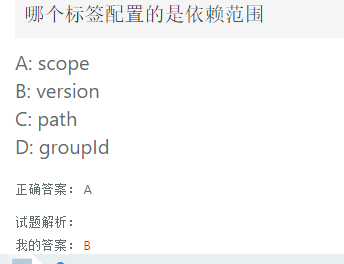 哪个标签配置的是依赖范围
A: scope
B: version
C: path
D: groupId
正确答案： A
试题解析：
我的答案： B